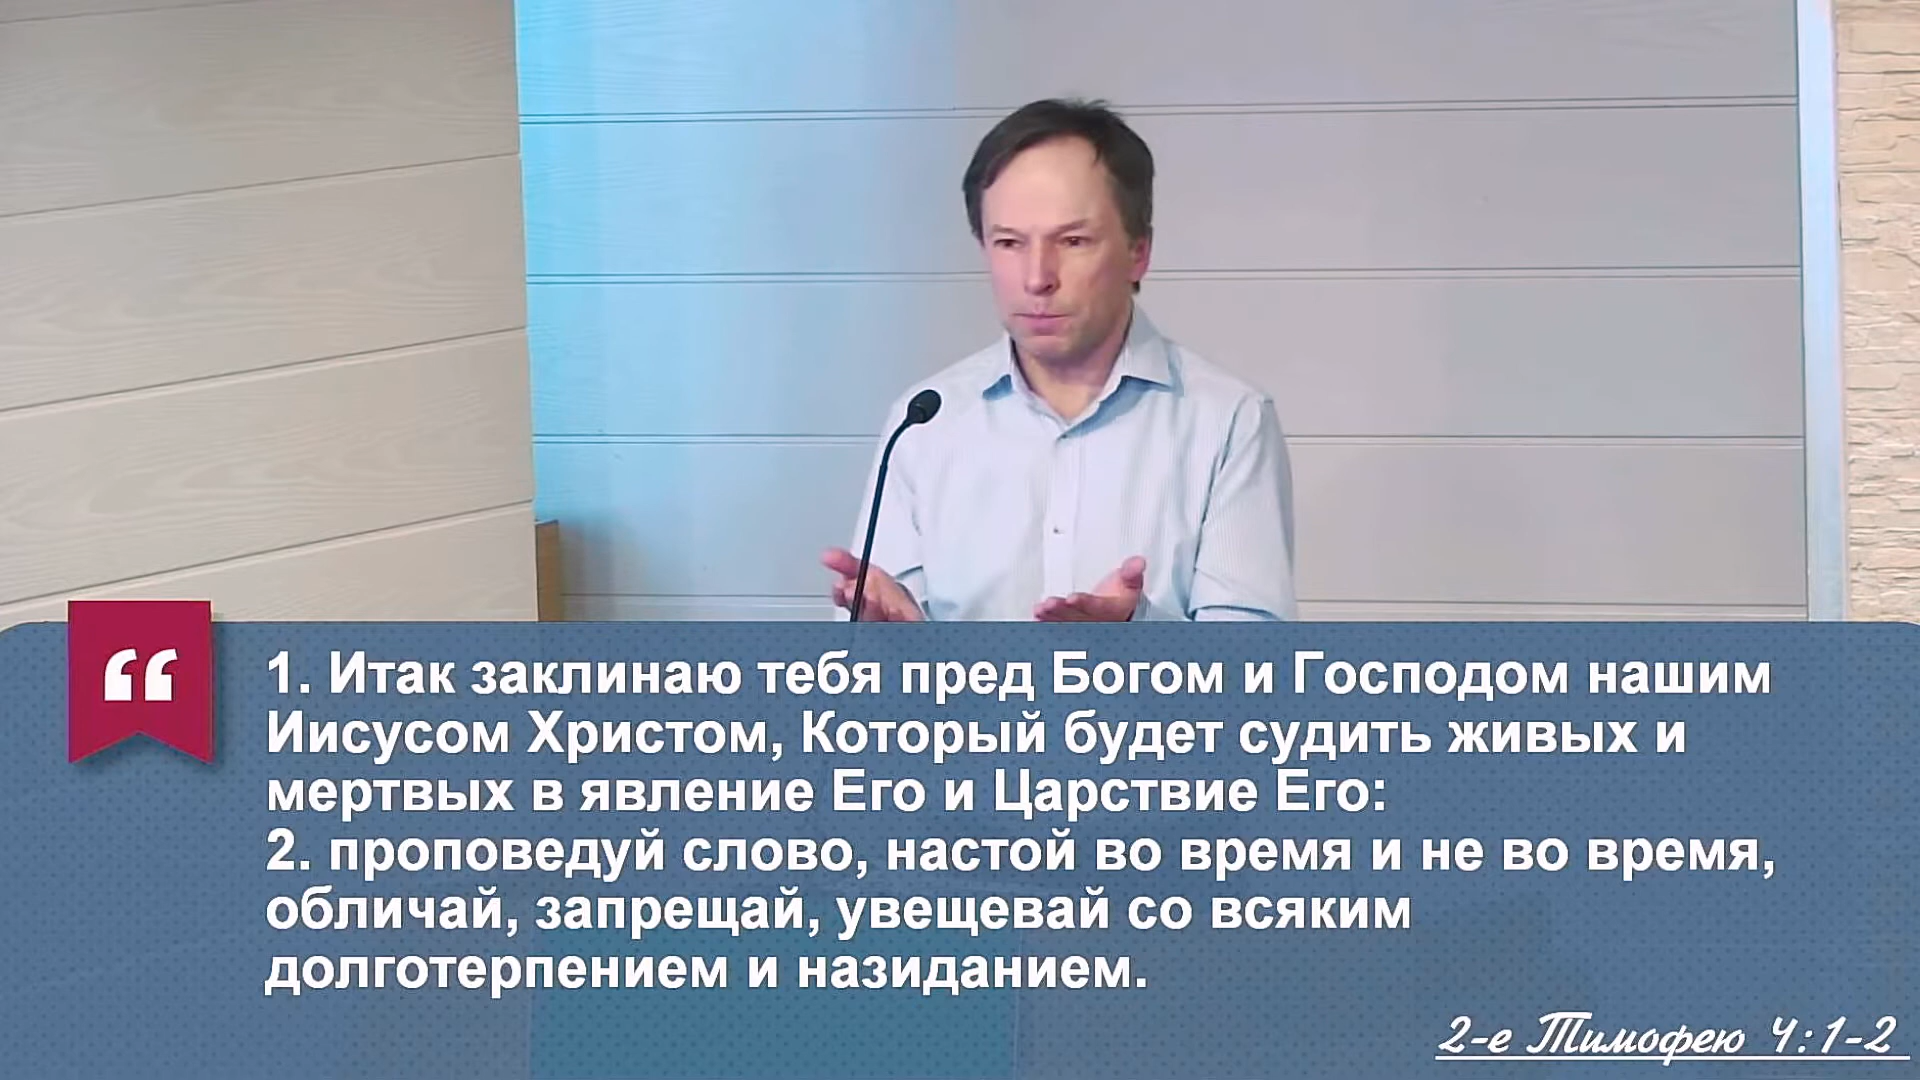 1. Итак заклинаю тебя пред Богом и Господом нашим
Иисусом Христом, Который будет судить живых и
мертвых в явление Его и Царствие Его:
2. проповедуй слово, настой во время и не во время,
обличай, запрещай, увещевай со всяким
долготерпением и назиданием.
2-е Тимофею 4:1-2